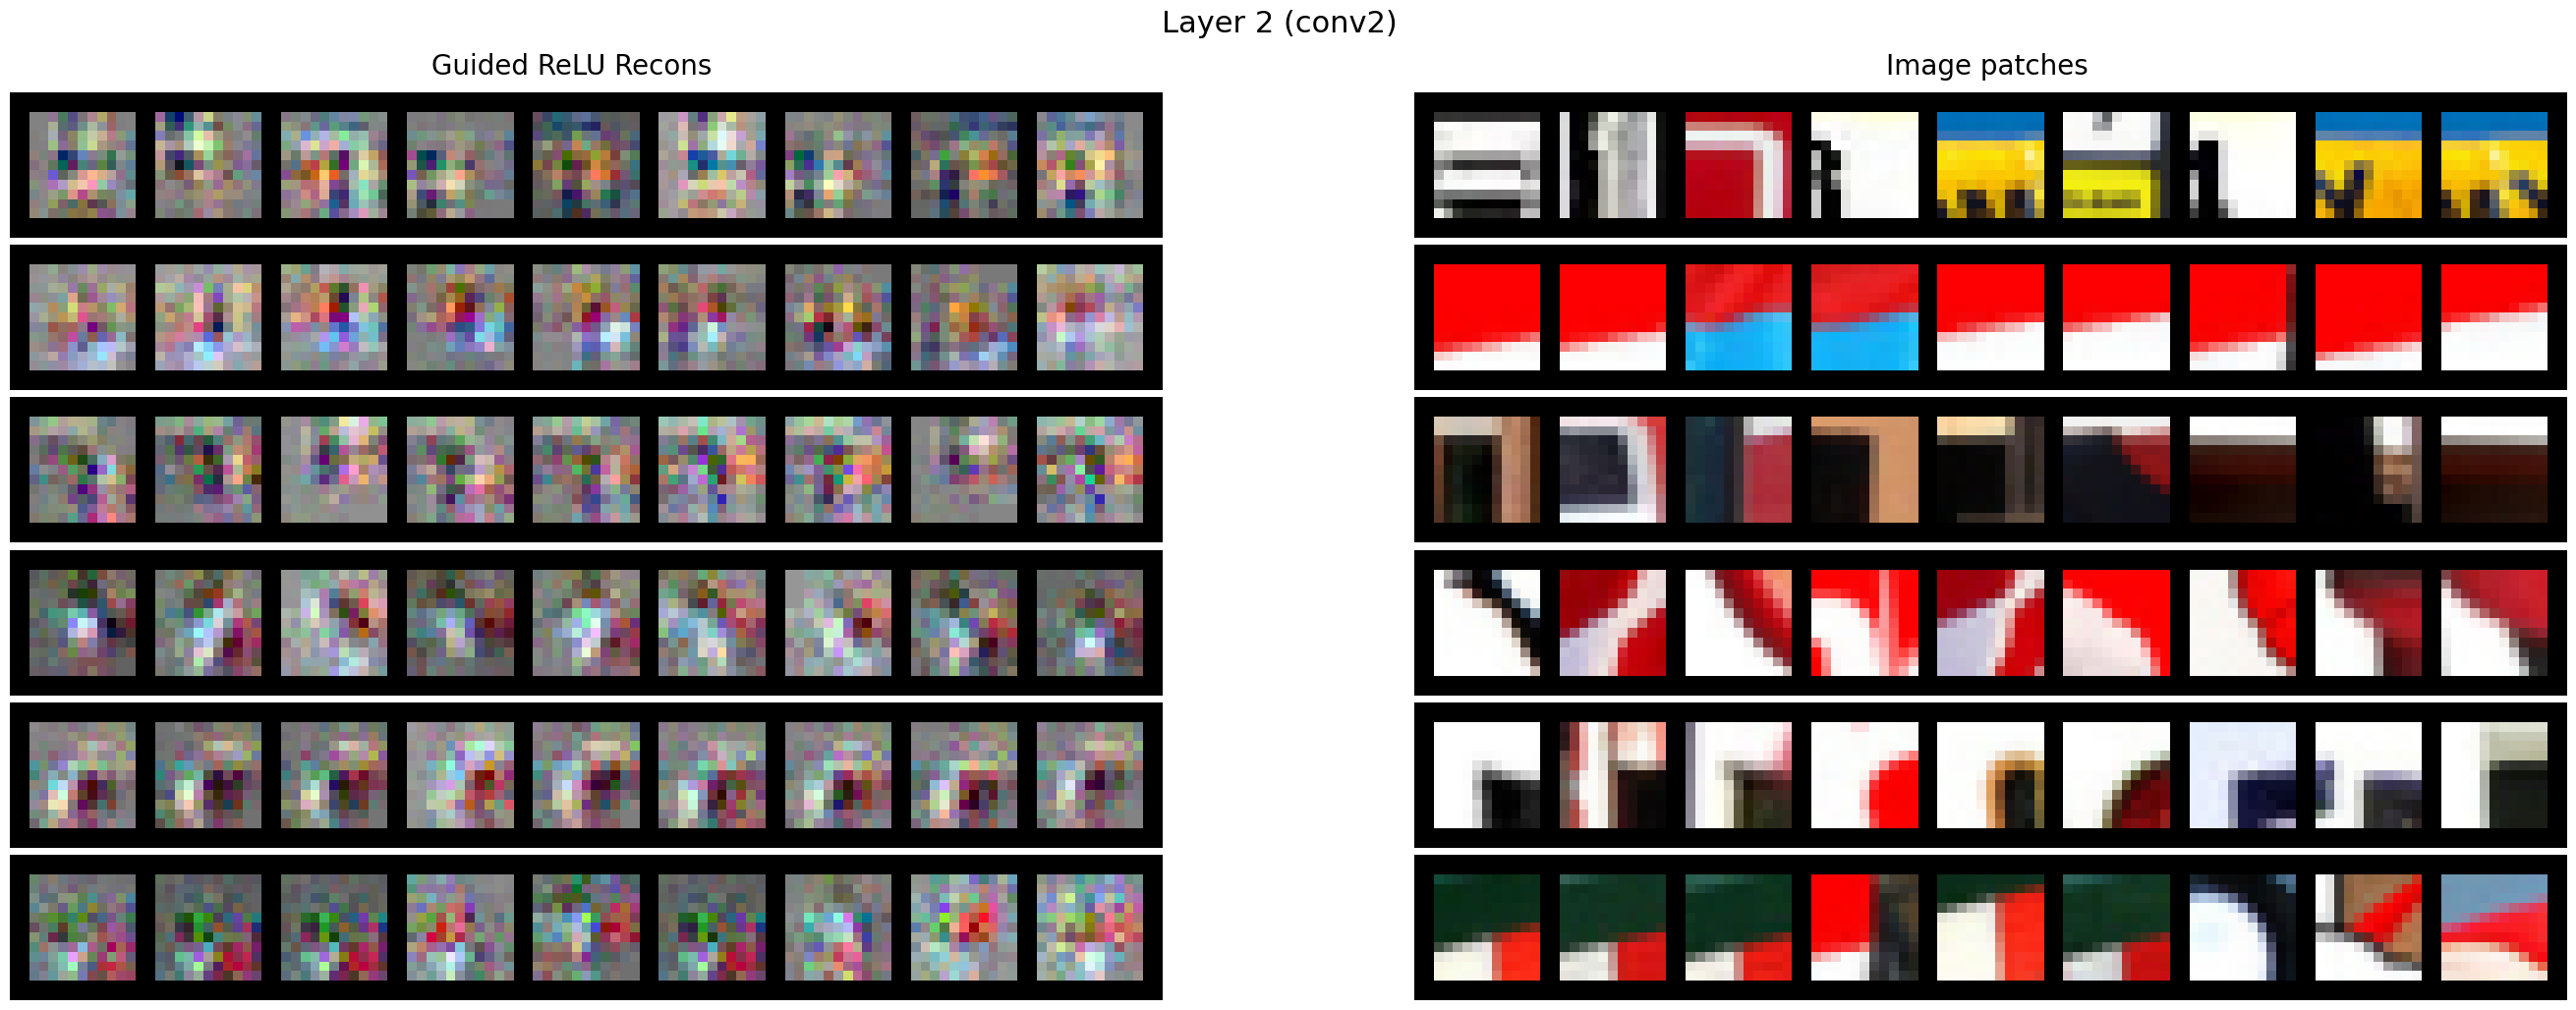 Layer 2 (conv2)
Guided ReLU Recons
Image patches